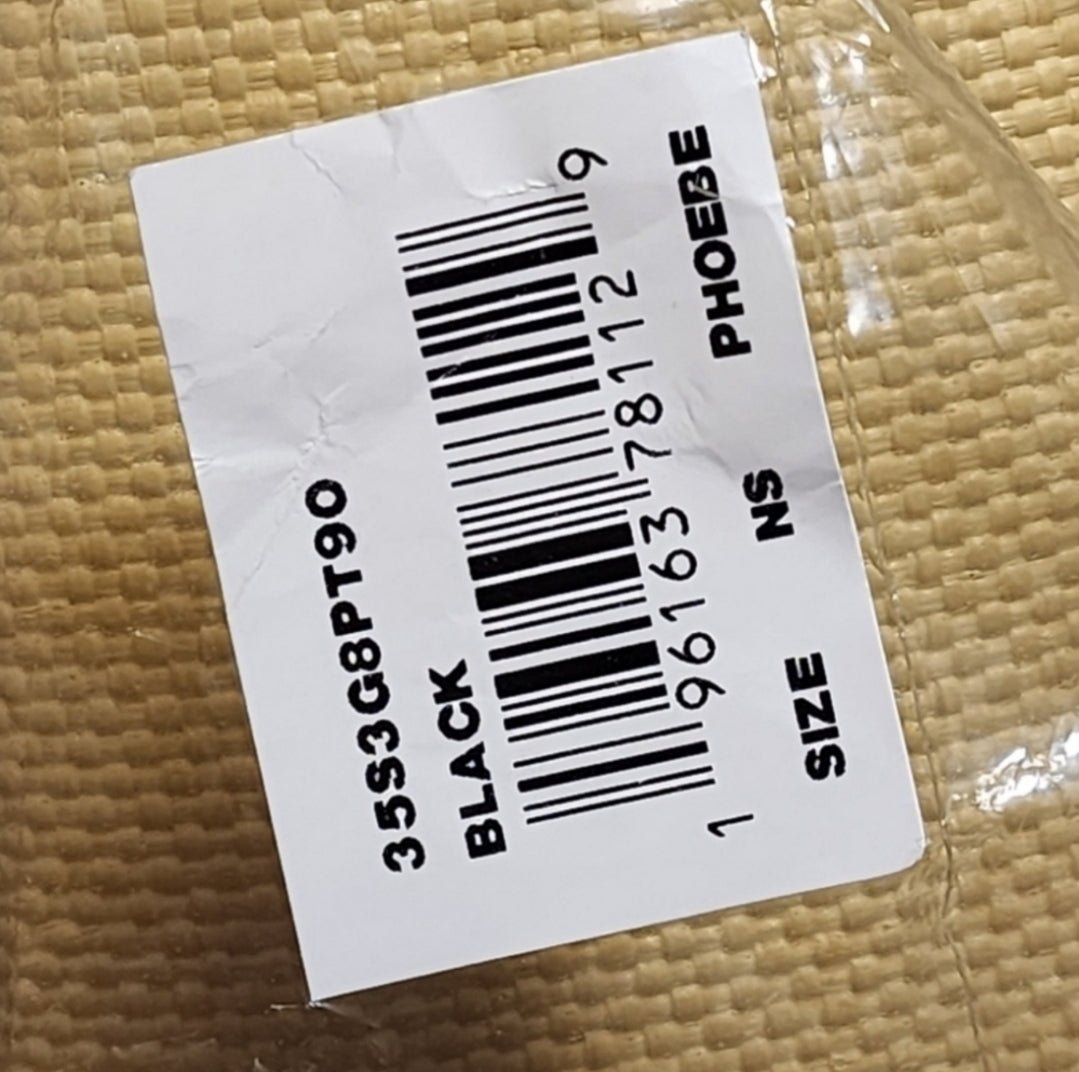 35S3G8PT9O
BLACK
1 96163 78112 9
SIZE NS PHOEBE